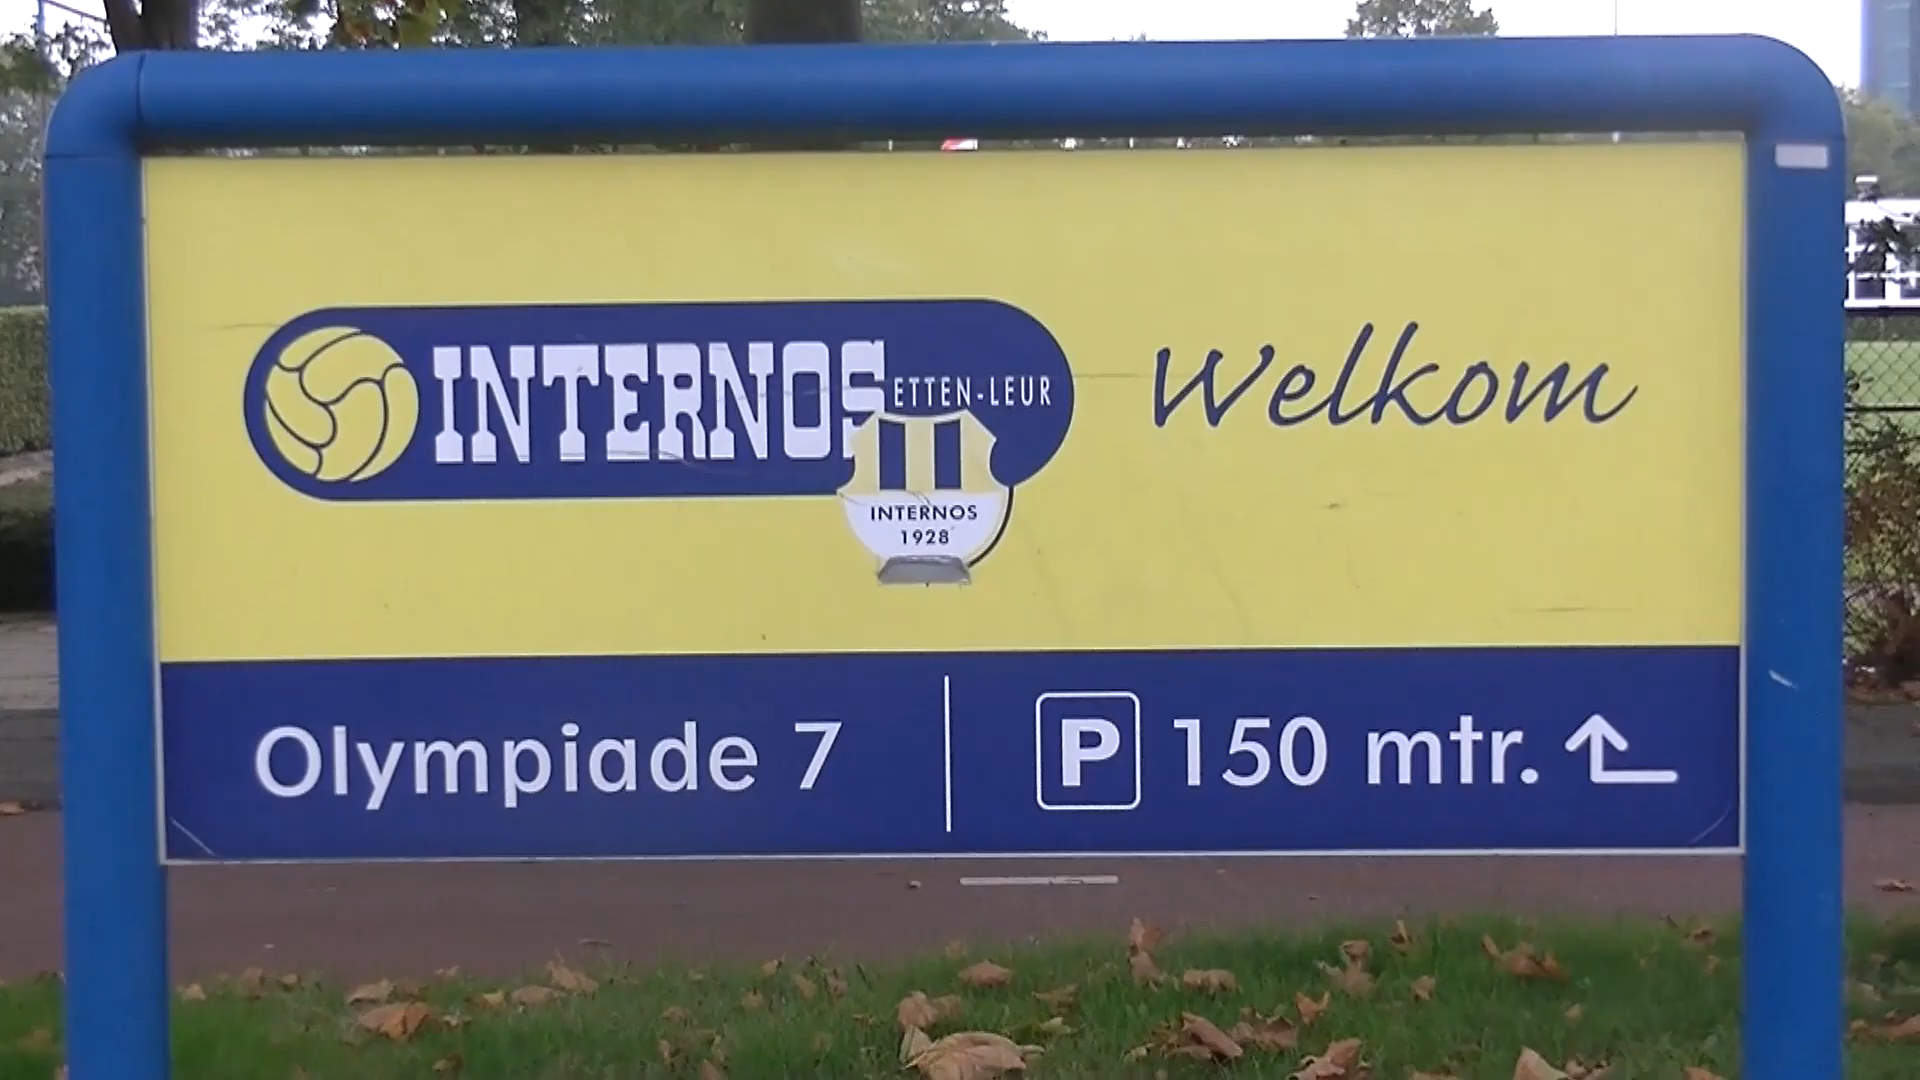 INTERNOS ETTEN-LEUR
Welkom
INTERNOS
1928
Olympiade 7
P 150 mtr.